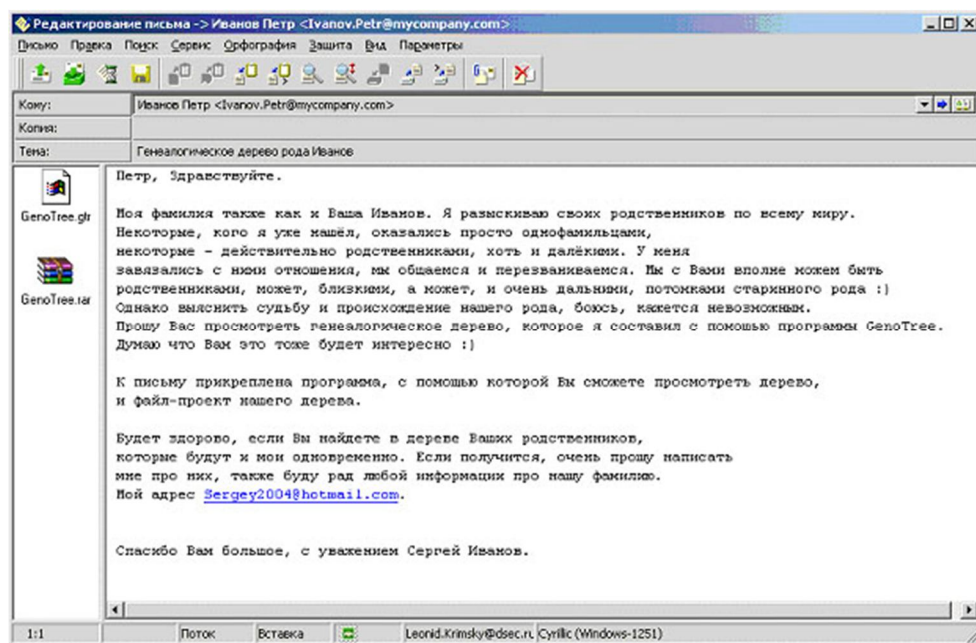 Редактирование письма -> Иванов Петр <Ivanov.Petr@mycompany.com>
Письмо Правка Поиск Сервис Орфография Защита Вид Параметры
Кому: Иванов Петр <Ivanov.Petr@mycompany.com>
Копия:
Тема: Генеалогическое дерево рода Иванов
GenoTree.gtr
GenoTree.rar
Петр, Здравствуйте.
Моя фамилия также как и Ваша Иванов. Я разыскиваю своих родственников по всему миру.
Некоторые, кого я уже нашёл, оказались просто однофамильцами,
некоторые - действительно родственниками, хоть и далёкими. У меня
завязались с ними отношения, мы общаемся и перезваниваемся. Мы с Вами вполне можем быть
родственниками, может, близкими, а может, и очень дальними, потомками старинного рода :)
Однако выяснить судьбу и происхождение нашего рода, боюсь, кажется невозможным.
Прошу Вас просмотреть генеалогическое дерево, которое я составил с помошью программы GenoTree.
Думаю что Вам это тоже будет интересно :)
К письму прикреплена программа, с помощью которой Вы сможете просмотреть дерево,
и файл-проект нашего дерева.
Будет здорово, если Вы найдете в дереве Ваших родственников,
которые будут и мои одновременно. Если получится, очень прошу написать
мне про них, также буду рад любой информации про нашу фамилию.
Мой адрес Sergey2004@hotmail.com.
Спасибо Вам большое, с уважением Сергей Иванов.
1:1 Поток Вставка Leonid.Krimsky@dsec.ru Cyrillic (Windows-1251)